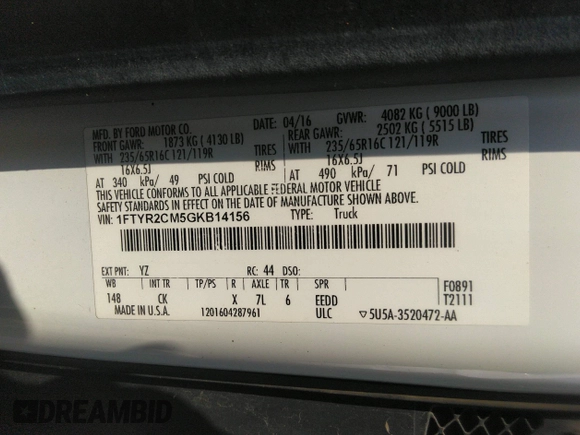 MFD. BY FORD MOTOR CO. DATE: 04/16 GVWR: 4082 KG ( 9000 LB)
FRONT GAWR: 1873 KG ( 4130 LB) REAR GAWR: 2502 KG ( 5515 LB)
WITH 235/65R16C 121/119R TIRES WITH 235/65R16C 121/119R TIRES
16X6.5J RIMS 16X6.5J RIMS
AT 340 kPa/ 49 PSI COLD AT 490 kPa/ 71 PSI COLD
THIS VEHICLE CONFORMS TO ALL APPLICABLE FEDERAL MOTOR VEHICLE
SAFETY STANDARDS IN EFFECT ON THE DATE OF MANUFACTURE SHOWN ABOVE.
VIN: 1FTYR2CM5GKB14156 TYPE: Truck
EXT PNT: YZ RC: 44 DSO:
WB INT TR TP/PS R AXLE TR SPR F0891
148 CK X 7L 6 EEDD T2111
MADE IN U.S.A. 1201604287961 ULC 5U5A-3520472-AA
DREAMBID